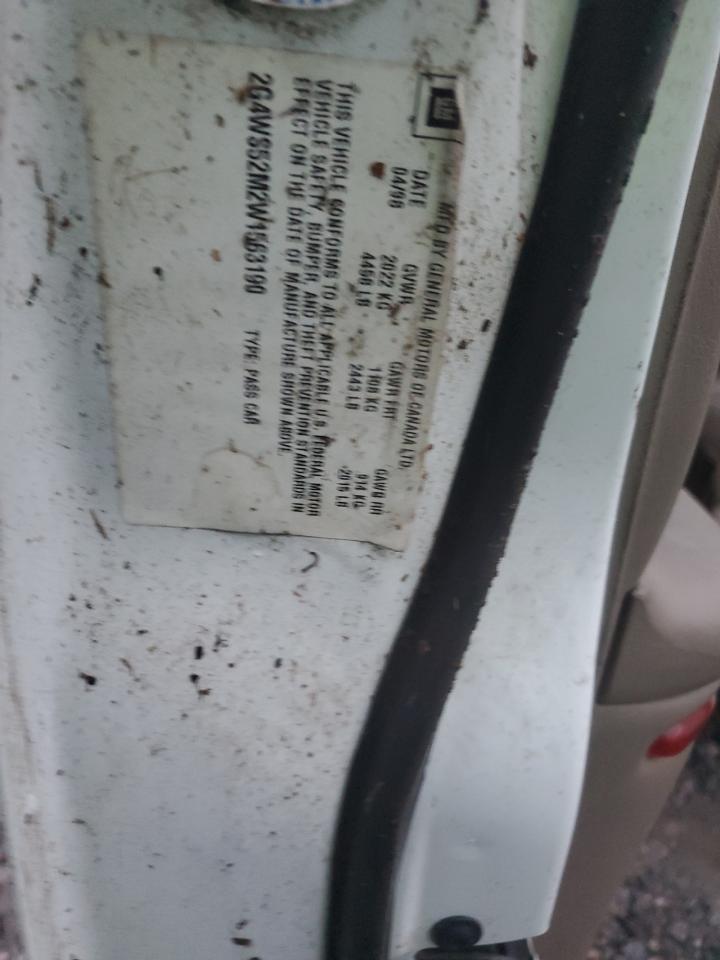 GM
MFD BY GENERAL MOTORS OF CANADA LTD.
DATE GVWR GAWR FRT GAWR RR
04/98 2022 KG 1108 KG 914 KG
4458 LB 2443 LB 2015 LB
THIS VEHICLE CONFORMS TO ALL APPLICABLE U.S. FEDERAL MOTOR
VEHICLE SAFETY, BUMPER, AND THEFT PREVENTION STANDARDS IN
EFFECT ON THE DATE OF MANUFACTURE SHOWN ABOVE.
2G4WS52M2W1563190 TYPE: PASS CAR